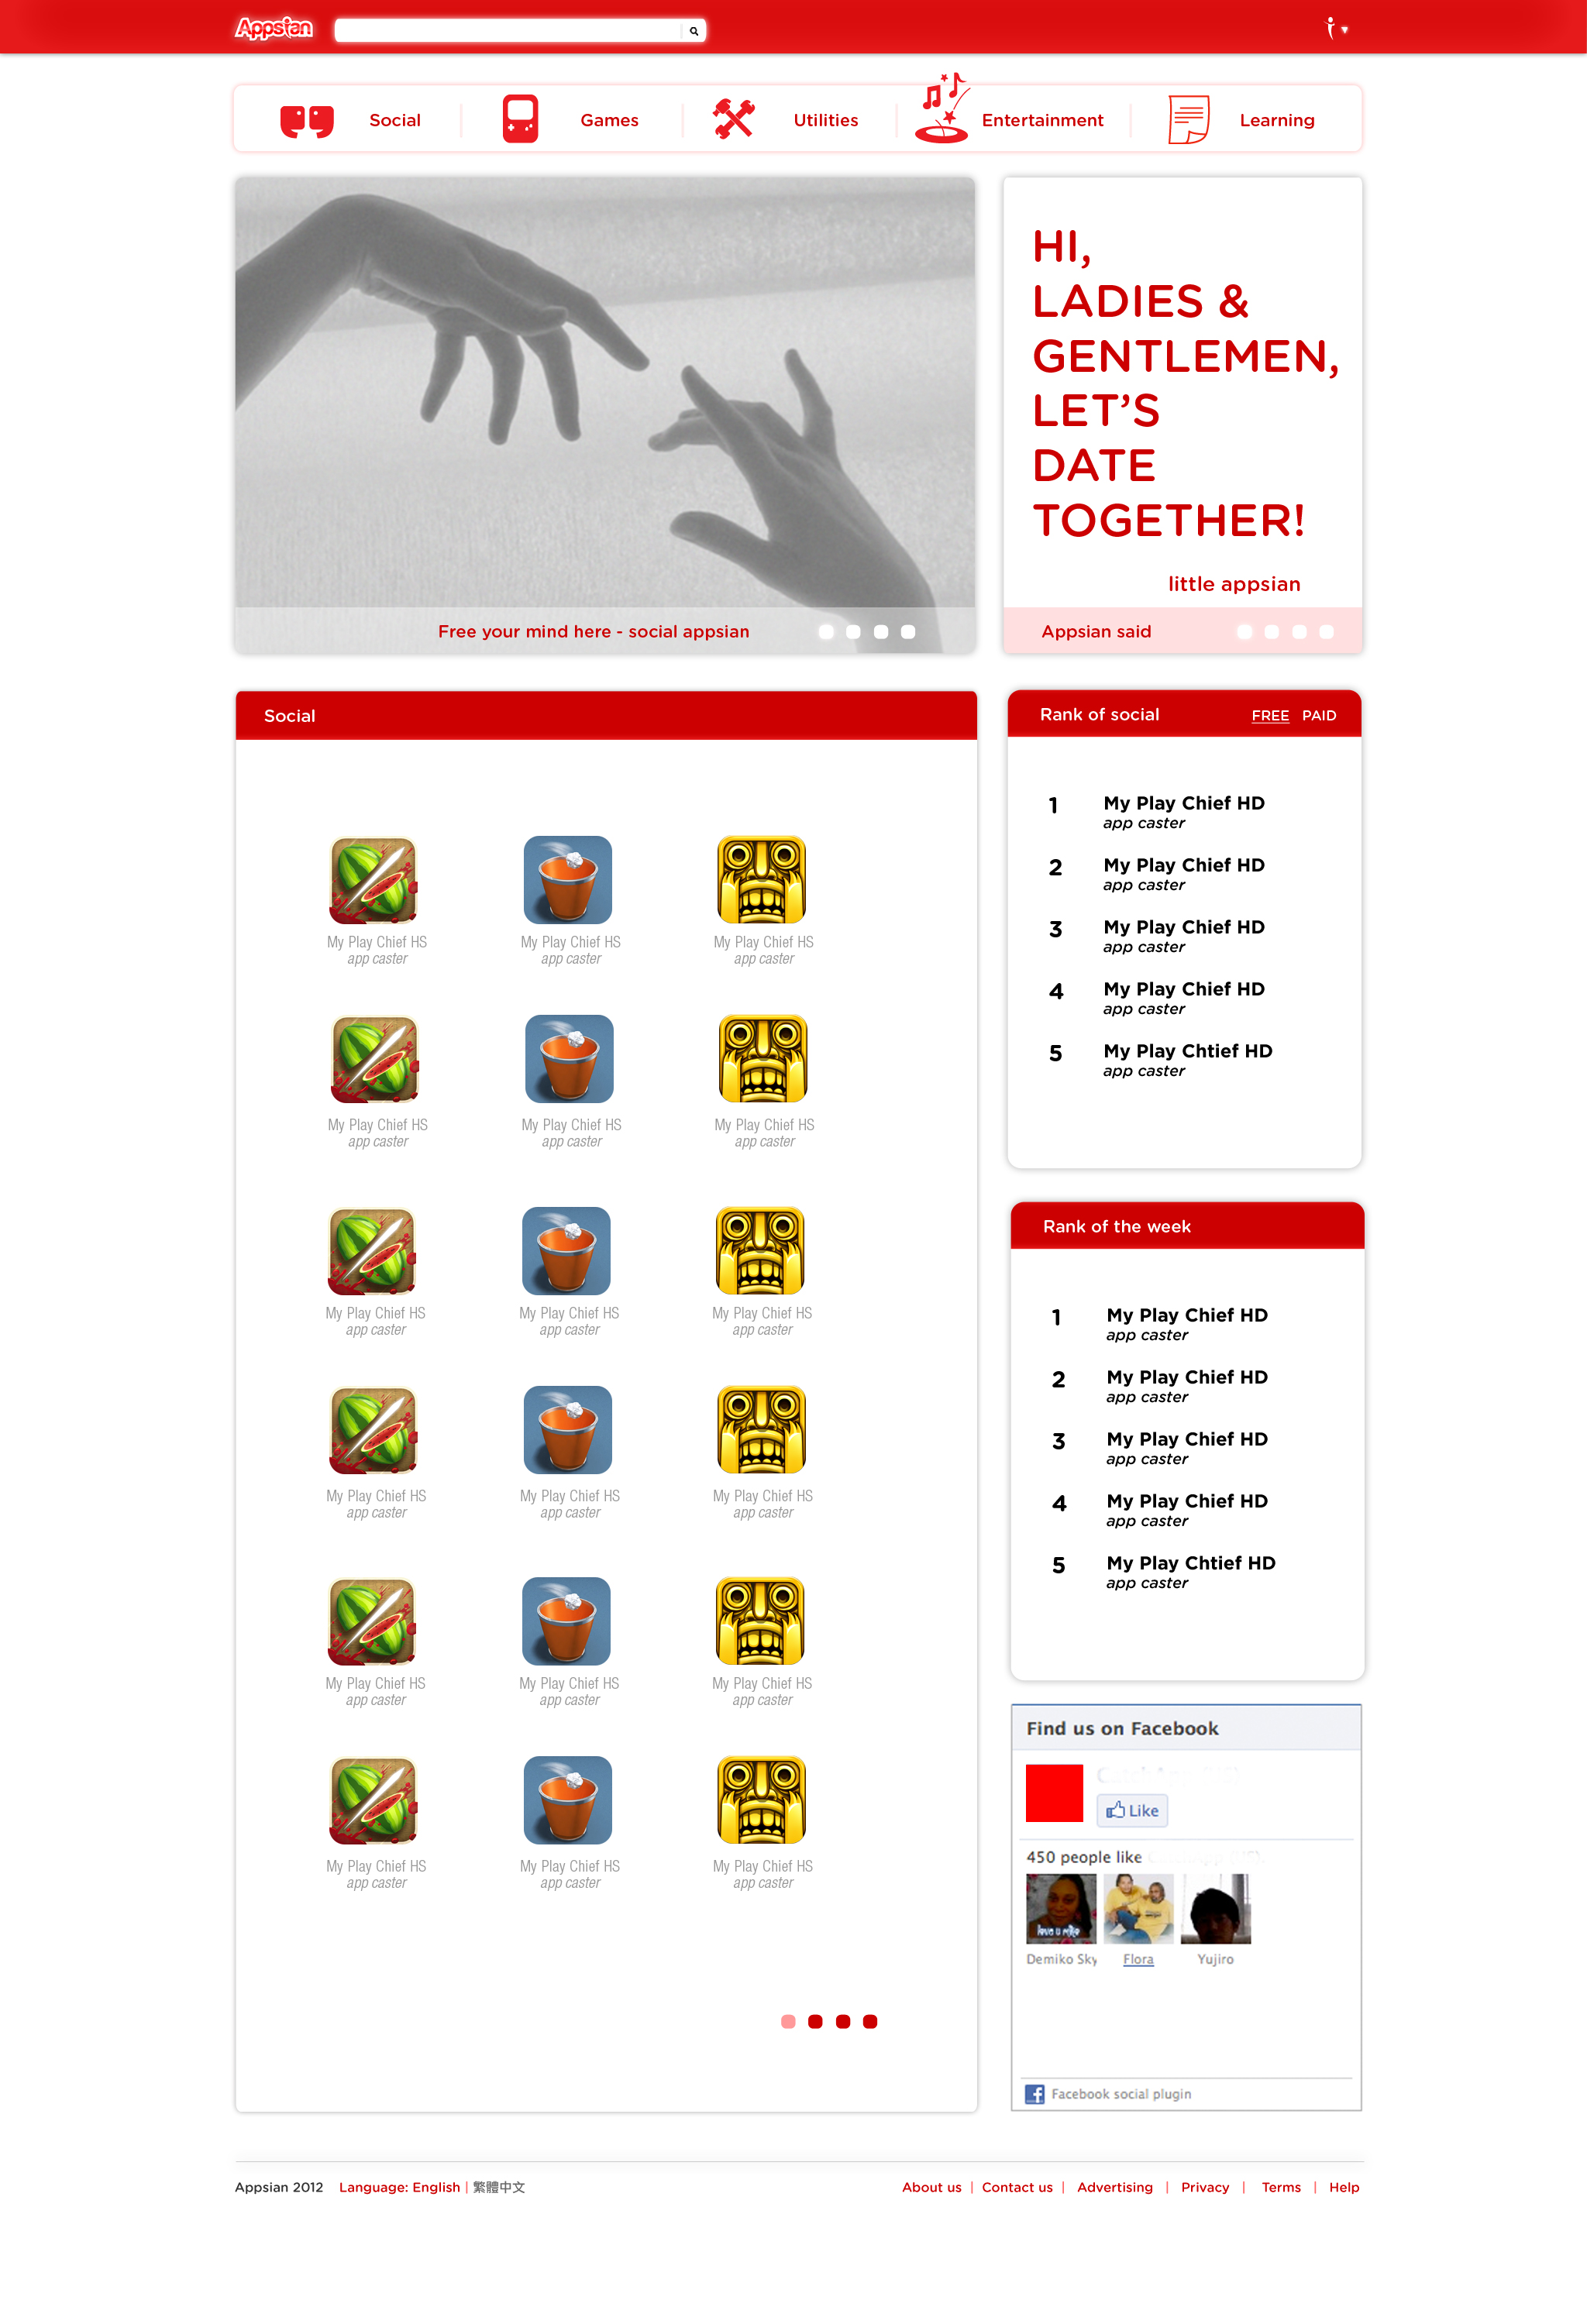 Appsian
Social
Games
Utilities
Entertainment
Learning
HI,
LADIES &
GENTLEMEN,
LET'S
DATE
TOGETHER!
little appsian
Free your mind here - social appsian
Appsian said
Social
My Play Chief HS
app caster
My Play Chief HS
app caster
My Play Chief HS
app caster
My Play Chief HS
app caster
My Play Chief HS
app caster
My Play Chief HS
app caster
My Play Chief HS
app caster
My Play Chief HS
app caster
My Play Chief HS
app caster
My Play Chief HS
app caster
My Play Chief HS
app caster
My Play Chief HS
app caster
My Play Chief HS
app caster
My Play Chief HS
app caster
My Play Chief HS
app caster
My Play Chief HS
app caster
My Play Chief HS
app caster
My Play Chief HS
app caster
Rank of social FREE PAID
1 My Play Chief HD
app caster
2 My Play Chief HD
app caster
3 My Play Chief HD
app caster
4 My Play Chief HD
app caster
5 My Play Chtief HD
app caster
Rank of the week
1 My Play Chief HD
app caster
2 My Play Chief HD
app caster
3 My Play Chief HD
app caster
4 My Play Chief HD
app caster
5 My Play Chtief HD
app caster
Find us on Facebook
Like
450 people like
Demiko Sky
Flora
Yujiro
Facebook social plugin
Appsian 2012 Language: English | 繁體中文
About us | Contact us | Advertising | Privacy | Terms | Help